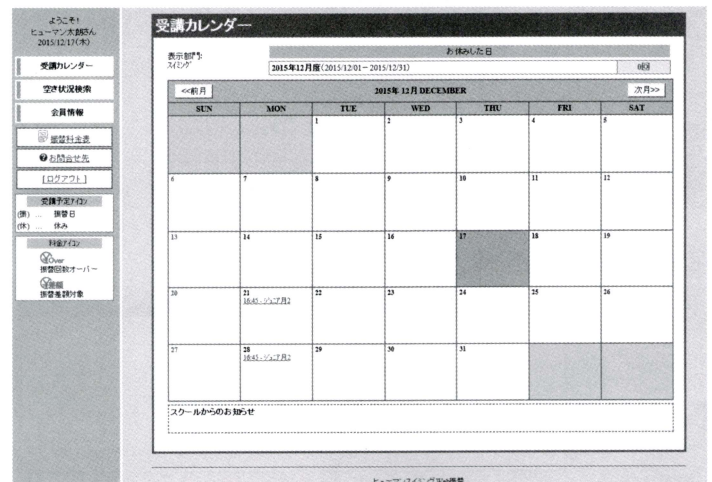 ようこそ!
ヒューマン太朗さん
2015/12/17(木)
受講カレンダー
空き状況検索
会員情報
振替料金表
お問合せ先
[ログアウト]
受講予定アイコン
(振) … 振替日
(休) … 休み
料金アイコン
Over
振替回数オーバー
差額
振替差額対象
受講カレンダー
表示部門:
スイミング
お休みした日
2015年12月度(2015/12/01-2015/12/31)
0回
<<前月
2015年 12月 DECEMBER
次月>>
SUN MON TUE WED THU FRI SAT
1 2 3 4 5
6 7 8 9 10 11 12
13 14 15 16 17 18 19
20 21 22 23 24 25 26
16:45-ジュニア月2
27 28 29 30 31
16:45-ジュニア月2
スクールからのお知らせ